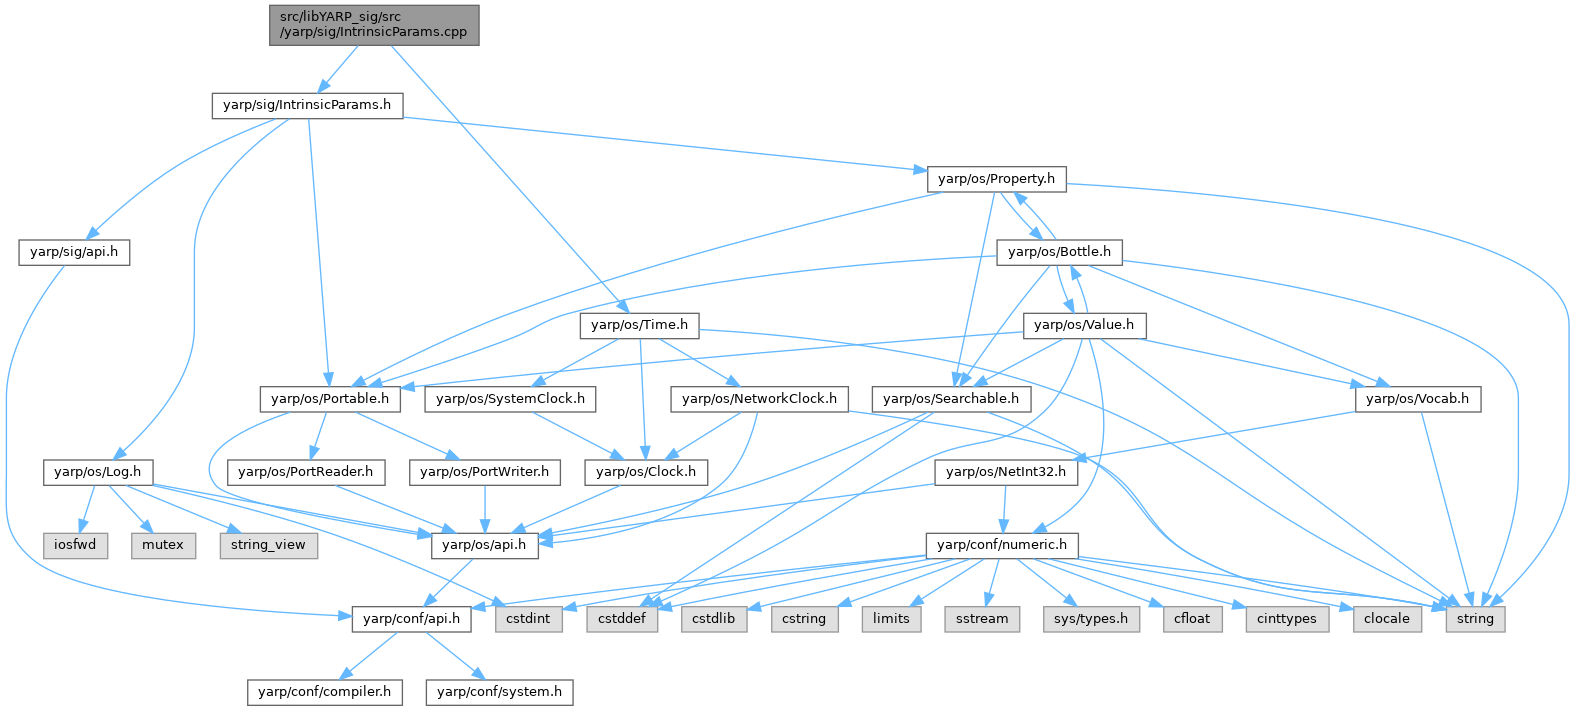 src/libYARP_sig/src
/yarp/sig/IntrinsicParams.cpp
yarp/sig/IntrinsicParams.h
yarp/os/Property.h
yarp/sig/api.h
yarp/os/Bottle.h
yarp/os/Time.h
yarp/os/Value.h
yarp/os/Portable.h
yarp/os/SystemClock.h
yarp/os/NetworkClock.h
yarp/os/Searchable.h
yarp/os/Vocab.h
yarp/os/Log.h
yarp/os/PortReader.h
yarp/os/PortWriter.h
yarp/os/Clock.h
yarp/os/NetInt32.h
iosfwd
mutex
string_view
yarp/os/api.h
yarp/conf/numeric.h
yarp/conf/api.h
cstdint
cstddef
cstdlib
cstring
limits
sstream
sys/types.h
cfloat
cinttypes
clocale
string
yarp/conf/compiler.h
yarp/conf/system.h